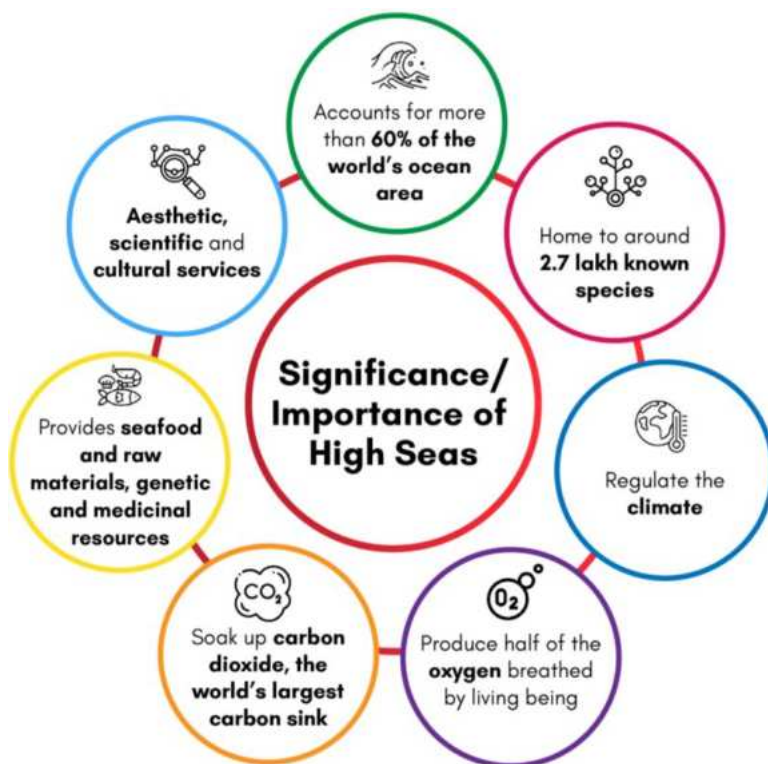 Significance/
Importance of
High Seas
Accounts for more
than 60% of the
world's ocean
area
Home to around
2.7 lakh known
species
Regulate the
climate
O2
Produce half of the
oxygen breathed
by living being
CO2
Soak up carbon
dioxide, the
world's largest
carbon sink
Provides seafood
and raw
materials, genetic
and medicinal
resources
Aesthetic,
scientific and
cultural services